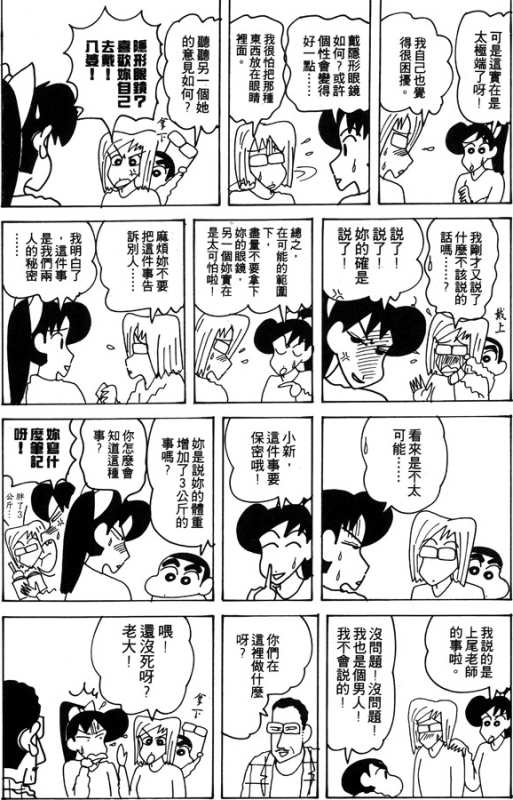 可是這實在是
太極端了呀！
我自己也覺
得很困擾。
戴隱形眼鏡
如何？或許
個性會變得
好一點……
我很怕把那種
東西放在眼睛
裡面。
聽聽另一個她
的意見如何？
拿下
隱形眼鏡？
喜歡妳自己
去戴！
八婆！
我剛才又說了
什麼不該說的
話嗎……？
戴上
說了！
說了！
妳的確是
說了！
總之，
在可能的範圍
下，
盡量不要拿下
妳的眼鏡，
另一個妳實在
是太可怕啦！
麻煩妳不要
把這件事告
訴別人……
我明白了
，這件事
是我們兩
人的秘密
……
看來是不太
可能……
小新，
這件事要
保密哦！
妳是說妳的體重
增加了3公斤的
事嗎？
你怎麼會
知道這種
事？
妳寫什
麼筆記
呀！
胖了3
公斤…
我說的是
上尾老師
的事啦。
沒問題！沒問題！
我也是個男人！
我不會說的！
你們在
這裡做什麼
呀？
拿下
喂！
還沒死呀？
老大！